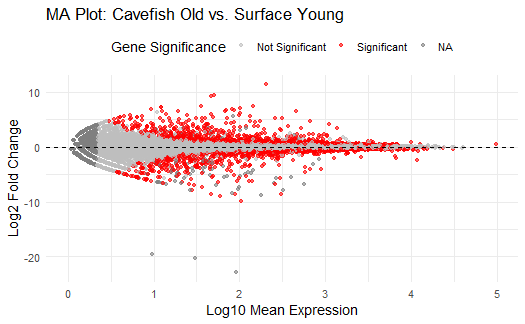 MA Plot: Cavefish Old vs. Surface Young
Gene Significance Not Significant Significant NA
Log2 Fold Change
10
0
-10
-20
0 1 2 3 4 5
Log10 Mean Expression